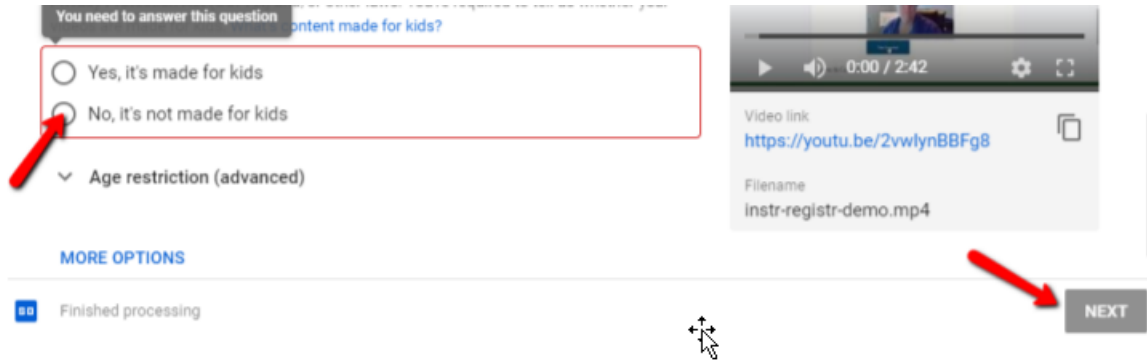 You need to answer this question
content made for kids?
Yes, it's made for kids
No, it's not made for kids
Age restriction (advanced)
MORE OPTIONS
Finished processing
0:00 / 2:42
Video link
https://youtu.be/2vwlynBBFg8
Filename
instr-registr-demo.mp4
NEXT